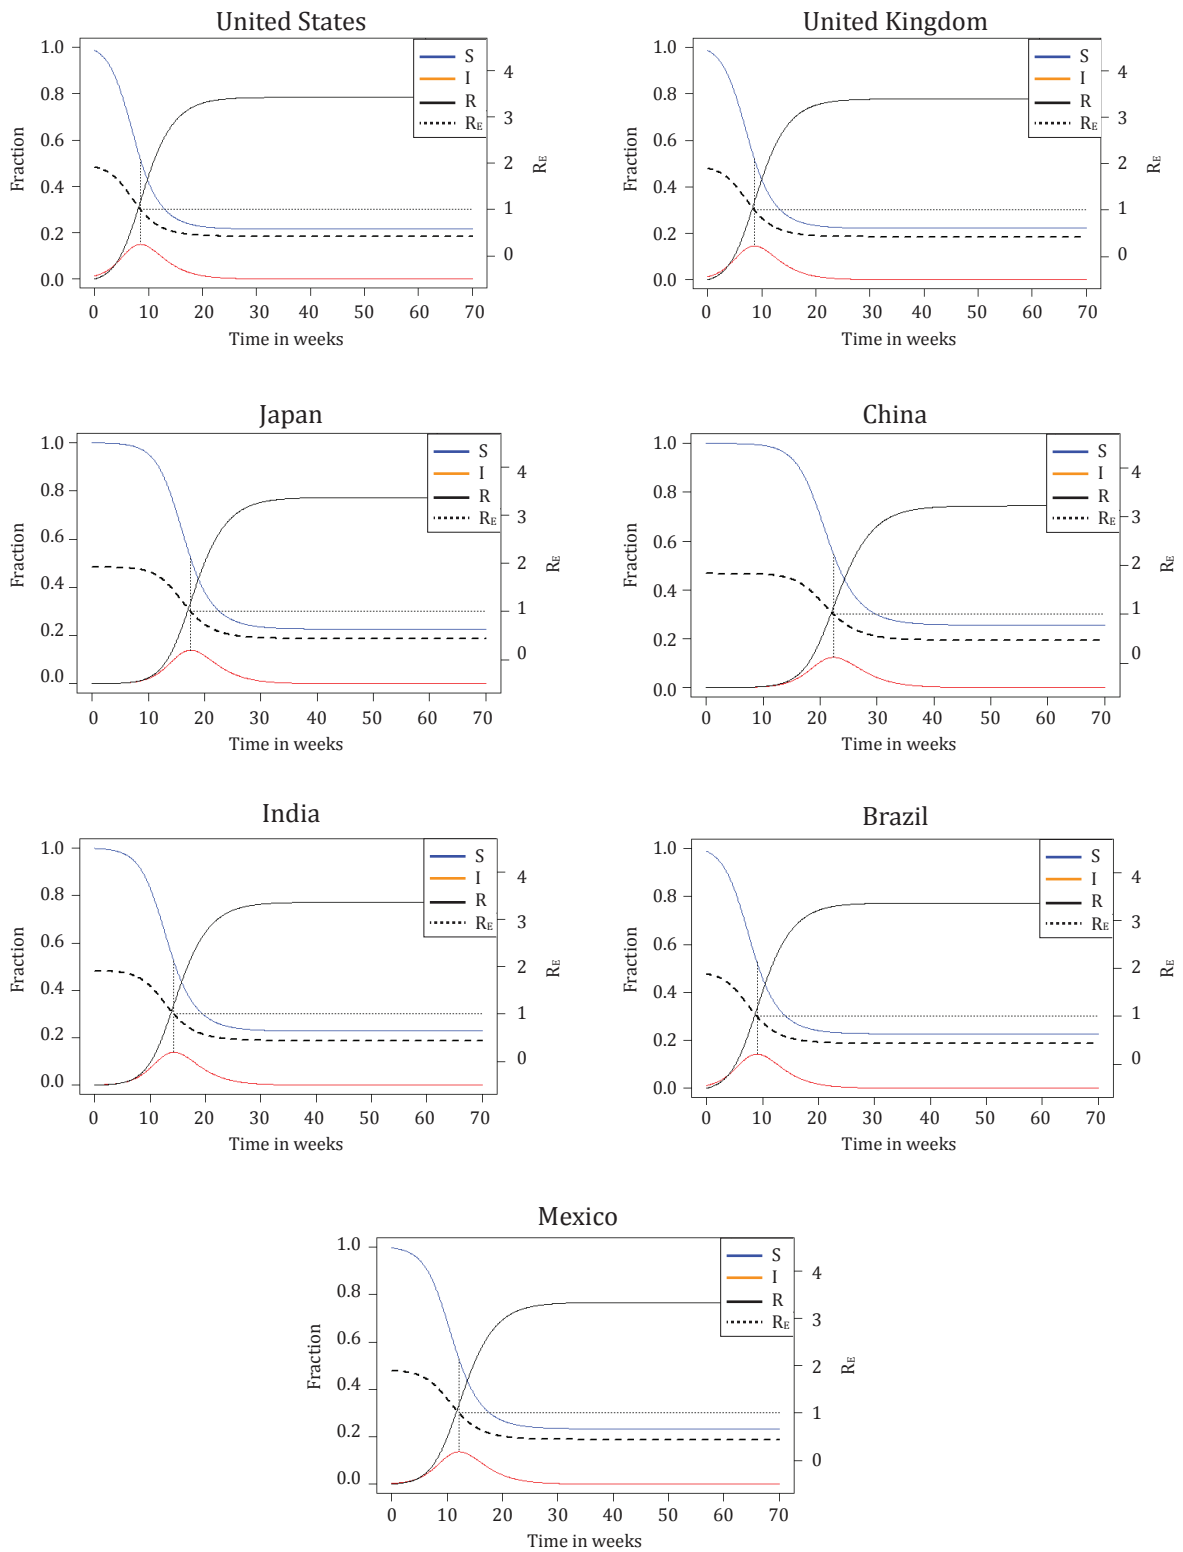 United States
1.0
0.8
0.6
0.4
0.2
0.0
Fraction
0 10 20 30 40 50 60 70
Time in weeks
4
3
2
1
0
RE
S
I
R
RE
United Kingdom
1.0
0.8
0.6
0.4
0.2
0.0
Fraction
0 10 20 30 40 50 60 70
Time in weeks
4
3
2
1
0
RE
S
I
R
RE
Japan
1.0
0.8
0.6
0.4
0.2
0.0
Fraction
0 10 20 30 40 50 60 70
Time in weeks
4
3
2
1
0
RE
S
I
R
RE
China
1.0
0.8
0.6
0.4
0.2
0.0
Fraction
0 10 20 30 40 50 60 70
Time in weeks
4
3
2
1
0
RE
S
I
R
RE
India
1.0
0.8
0.6
0.4
0.2
0.0
Fraction
0 10 20 30 40 50 60 70
Time in weeks
4
3
2
1
0
RE
S
I
R
RE
Brazil
1.0
0.8
0.6
0.4
0.2
0.0
Fraction
0 10 20 30 40 50 60 70
Time in weeks
4
3
2
1
0
RE
S
I
R
RE
Mexico
1.0
0.8
0.6
0.4
0.2
0.0
Fraction
0 10 20 30 40 50 60 70
Time in weeks
4
3
2
1
0
RE
S
I
R
RE